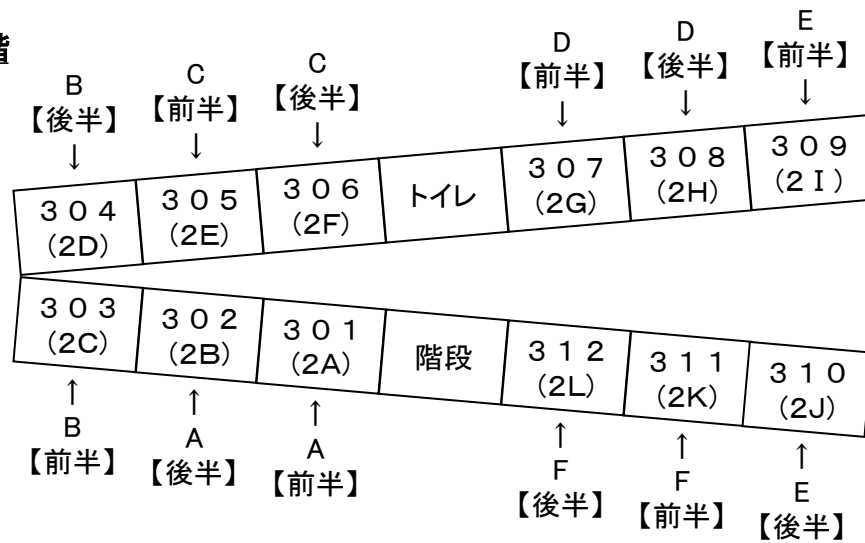 階
B
【後半】
↓
C
【前半】
↓
C
【後半】
↓
D
【前半】
↓
D
【後半】
↓
E
【前半】
↓
３０４
（2D）
３０５
（2E）
３０６
（2F）
トイレ
３０７
（2G）
３０８
（2H）
３０９
（2Ｉ）
３０３
（2C）
３０２
（2B）
３０１
（2A）
階段
３１２
（2L）
３１１
（2K）
３１０
（2J）
↑
B
【前半】
↑
A
【後半】
↑
A
【前半】
↑
F
【後半】
↑
F
【前半】
↑
E
【後半】